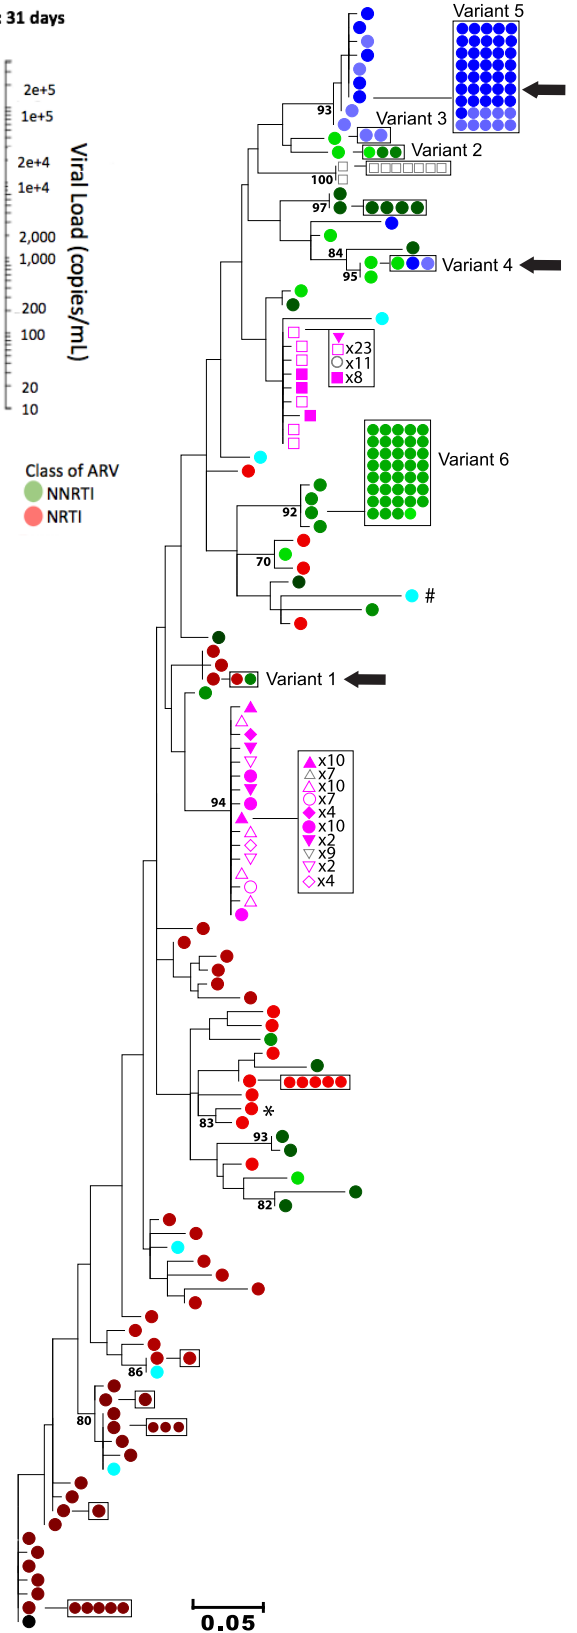 : 31 days
2e+5
1e+5
2e+4
1e+4
2,000
1,000
200
100
20
10
Viral Load (copies/mL)
Class of ARV
NNRTI
NRTI
Variant 5
93
Variant 3
Variant 2
100
97
84
95
Variant 4
x23
x11
x8
Variant 6
92
70
#
Variant 1
94
x10
x7
x10
x7
x4
x10
x2
x9
x2
x4
*
83
93
82
86
80
0.05